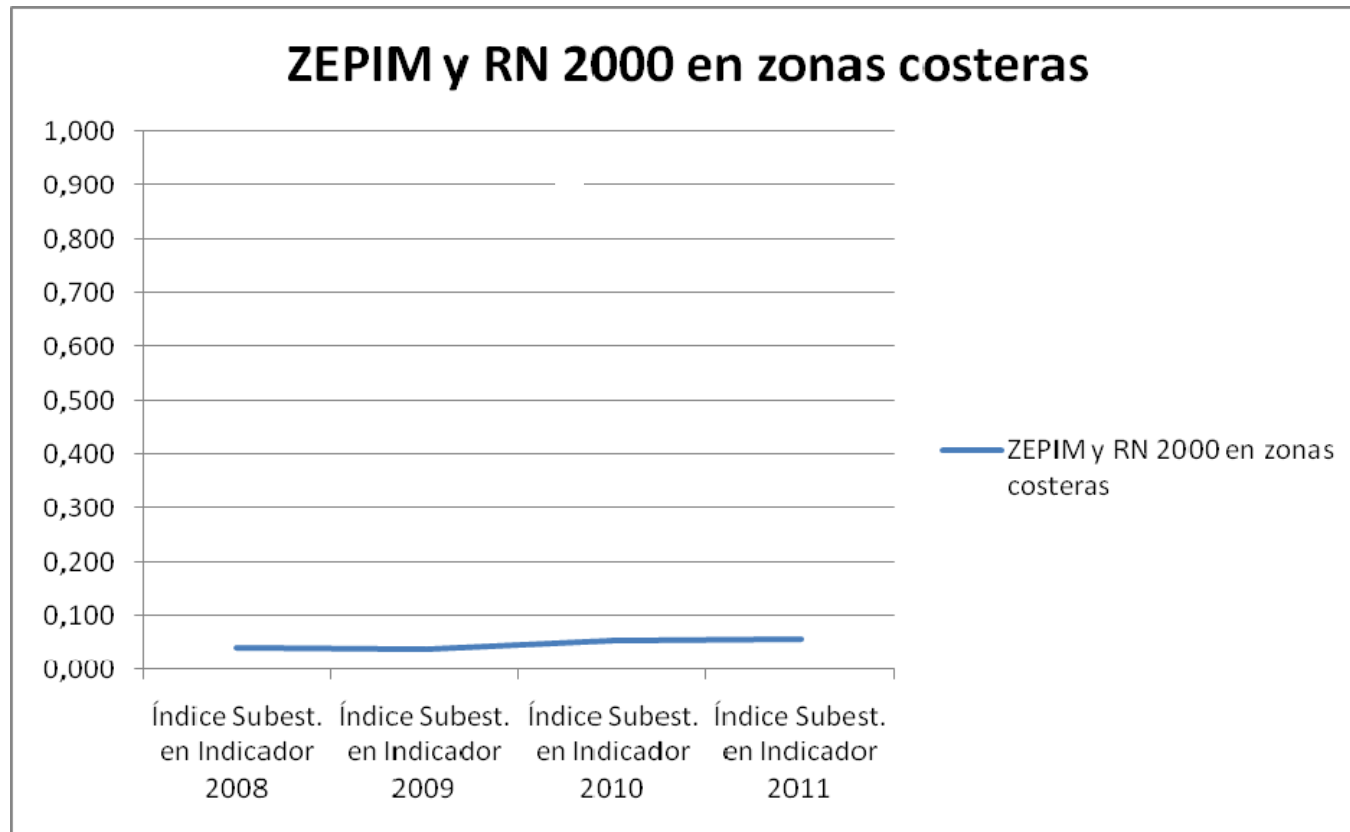 ZEPIM y RN 2000 en zonas costeras
1,000
0,900
0,800
0,700
0,600
0,500
0,400
0,300
0,200
0,100
0,000
Índice Subest. en Indicador 2008
Índice Subest. en Indicador 2009
Índice Subest. en Indicador 2010
Índice Subest. en Indicador 2011
ZEPIM y RN 2000 en zonas
costeras